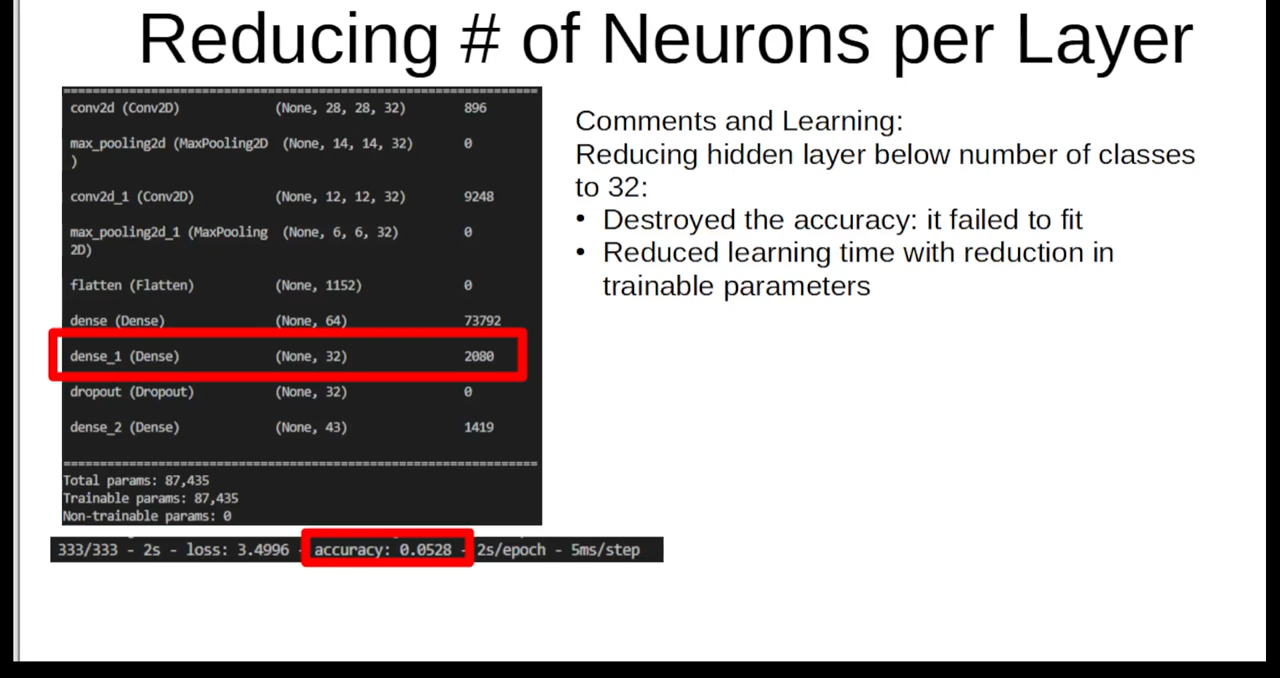 Reducing # of Neurons per Layer
================================================================
conv2d (Conv2D) (None, 28, 28, 32) 896
max_pooling2d (MaxPooling2D (None, 14, 14, 32) 0
)
conv2d_1 (Conv2D) (None, 12, 12, 32) 9248
max_pooling2d_1 (MaxPooling (None, 6, 6, 32) 0
2D)
flatten (Flatten) (None, 1152) 0
dense (Dense) (None, 64) 73792
dense_1 (Dense) (None, 32) 2080
dropout (Dropout) (None, 32) 0
dense_2 (Dense) (None, 43) 1419
================================================================
Total params: 87,435
Trainable params: 87,435
Non-trainable params: 0
333/333 - 2s - loss: 3.4996 - accuracy: 0.0528 - 2s/epoch - 5ms/step
Comments and Learning:
Reducing hidden layer below number of classes
to 32:
• Destroyed the accuracy: it failed to fit
• Reduced learning time with reduction in
trainable parameters